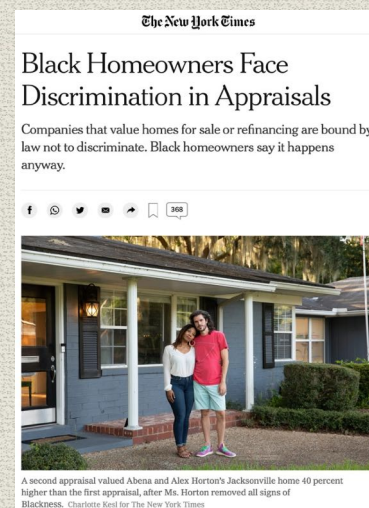 The New York Times
Black Homeowners Face
Discrimination in Appraisals
Companies that value homes for sale or refinancing are bound by
law not to discriminate. Black homeowners say it happens
anyway.
368
A second appraisal valued Abena and Alex Horton's Jacksonville home 40 percent
higher than the first appraisal, after Ms. Horton removed all signs of
Blackness. Charlotte Kesl for The New York Times